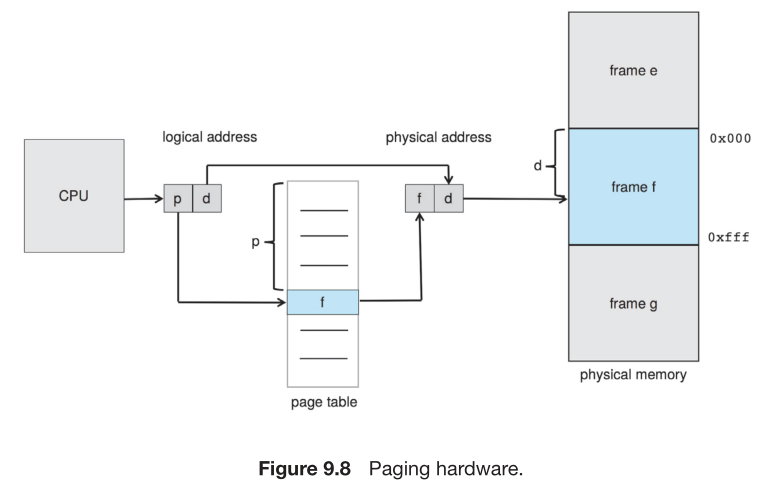 frame e
logical address
physical address
0x000
d
CPU
p d
f d
frame f
p
0xfff
f
frame g
physical memory
page table
Figure 9.8 Paging hardware.